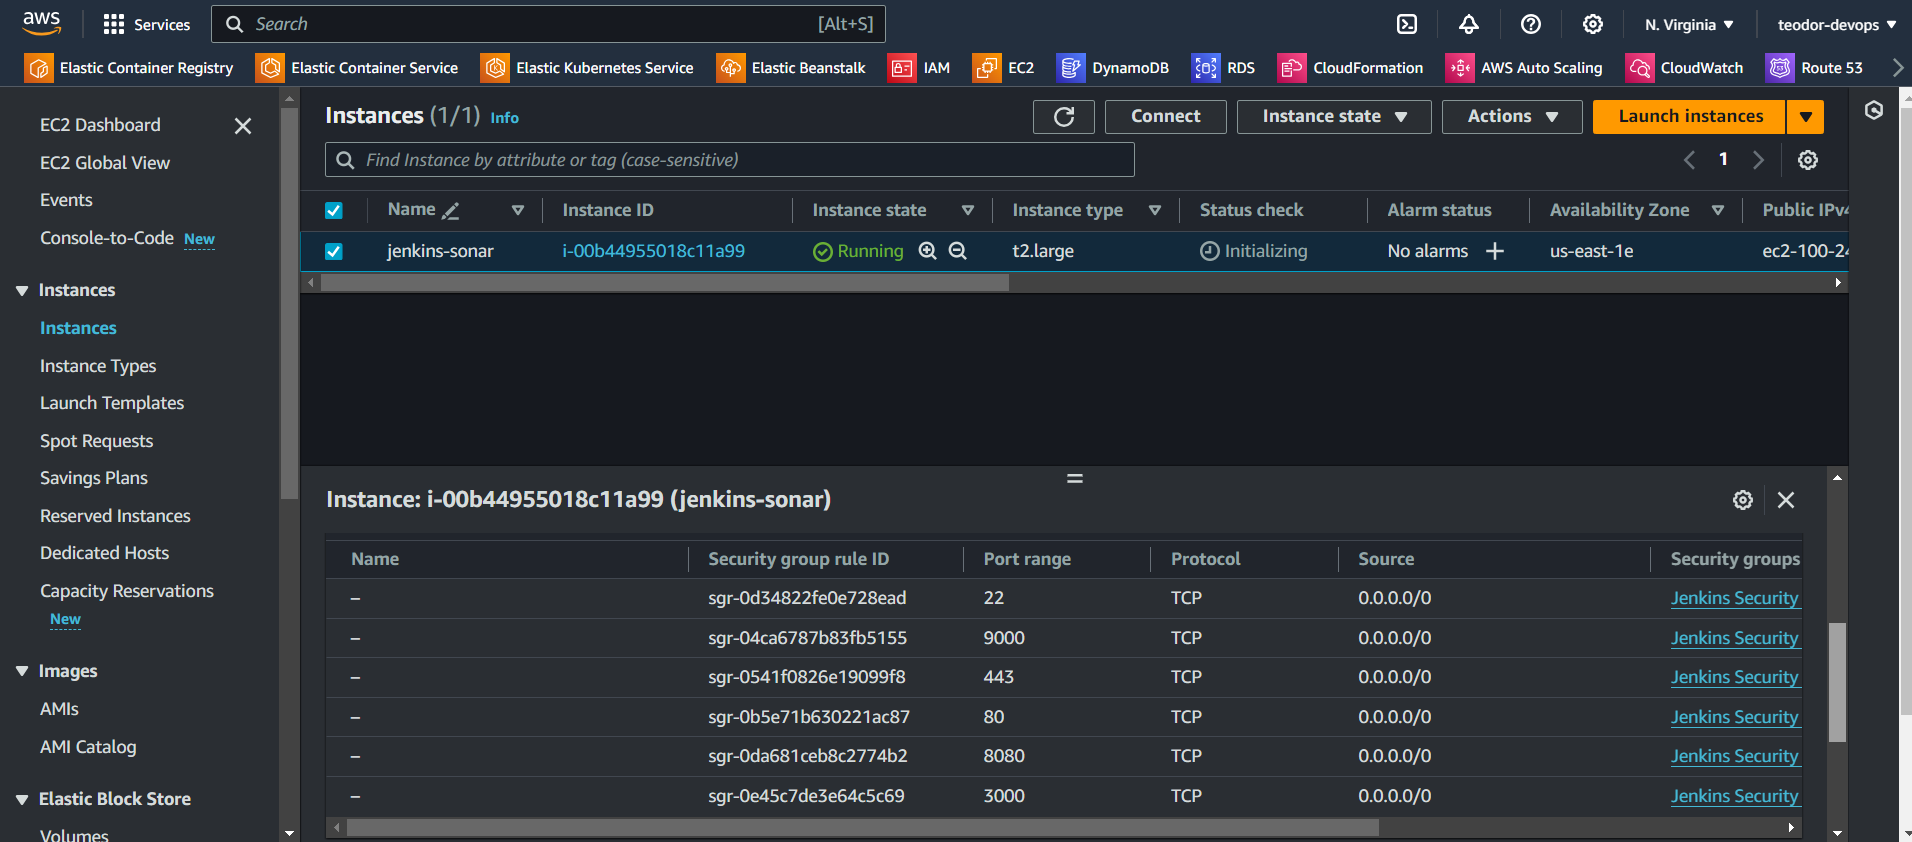 aws Services Search [Alt+S] N. Virginia teodor-devops
Elastic Container Registry Elastic Container Service Elastic Kubernetes Service Elastic Beanstalk IAM EC2 DynamoDB RDS CloudFormation AWS Auto Scaling CloudWatch Route 53
EC2 Dashboard
EC2 Global View
Events
Console-to-Code New
Instances
Instances
Instance Types
Launch Templates
Spot Requests
Savings Plans
Reserved Instances
Dedicated Hosts
Capacity Reservations
New
Images
AMIs
AMI Catalog
Elastic Block Store
Volumes
Instances (1/1) Info Connect Instance state Actions Launch instances
Find Instance by attribute or tag (case-sensitive) 1
Name Instance ID Instance state Instance type Status check Alarm status Availability Zone Public IPv4
jenkins-sonar i-00b44955018c11a99 Running t2.large Initializing No alarms + us-east-1e ec2-100-24
Instance: i-00b44955018c11a99 (jenkins-sonar)
Name Security group rule ID Port range Protocol Source Security groups
– sgr-0d34822fe0e728ead 22 TCP 0.0.0.0/0 Jenkins Security
– sgr-04ca6787b83fb5155 9000 TCP 0.0.0.0/0 Jenkins Security
– sgr-0541f0826e19099f8 443 TCP 0.0.0.0/0 Jenkins Security
– sgr-0b5e71b630221ac87 80 TCP 0.0.0.0/0 Jenkins Security
– sgr-0da681ceb8c2774b2 8080 TCP 0.0.0.0/0 Jenkins Security
– sgr-0e45c7de3e64c5c69 3000 TCP 0.0.0.0/0 Jenkins Security